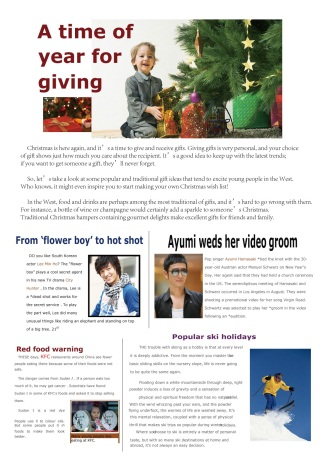 A time of
year for
giving
Christmas is here again, and it’s a time to give and receive gifts. Giving gifts is very personal, and your choice
of gift shows just how much you care about the recipient. It’s a good idea to keep up with the latest trends;
if you want to get someone a gift, they’ll never forget.
So, let’s take a look at some popular and traditional gift ideas that tend to excite young people in the West.
Who knows, it might even inspire you to start making your own Christmas wish list!
In the West, food and drinks are perhaps among the most traditional of gifts, and it’s hard to go wrong with them.
For instance, a bottle of wine or champagne would certainly add a sparkle to someone’s Christmas.
Traditional Christmas hampers containing gourmet delights make excellent gifts for friends and family.
From ‘flower boy’ to hot shot
DO you like South Korean
actor Lee Min Ho? The “flower
boy” plays a cool secret agent
in his new TV drama City
Hunter. In the drama, Lee is
a *dead shot and works for
the secret service. To play
the part well, Lee did many
unusual things like riding an elephant and standing on top
of a big tree, 21st
Ayumi weds her video groom
Pop singer Ayumi Hamasaki *tied the knot with the 30-
year-old Austrian actor Manuel Schwarz on New Year’s
Day. Her agent said that they had held a church ceremony
in the US. The serendipitous meeting of Hamasaki and
Schwarz occurred in Los Angeles in August. They were
shooting a promotional video for her song Virgin Road.
Schwartz was selected to play her *groom in the video
following an *audition.
Red food warning
THESE days, KFC restaurants around China see fewer
people eating them because some of their foods were not
safe.
The danger comes from Sudan I. If a person eats too
much of it, he may get cancer. Scientists have found
Sudan I in some of KFC's foods and asked it to stop selling
them.
Sudan I is a red dye
People use it to colour oils.
But some people put it in
foods to make them look
better.
eating at KFC.
Popular ski holidays
THE trouble with skiing as a hobby is that at every level
it is deeply addictive. From the moment you master the
basic sliding skills on the nursery slope, life is never going
to be quite the same again.
Floating down a white mountainside through deep, light
powder induces a sea of gravity and a sensation of
physical and spiritual freedom that has no equal.
With the wind whipping past your ears, and the powder
flying underfoot, the worries of life are washed away. It’s
this mental relaxation, coupled with a sense of physical
thrill that makes ski trips so popular during winter holidays.
Where we choose to ski is entirely a matter of personal
taste, but with so many ski destinations at home and
abroad, it’s not always an easy decision.